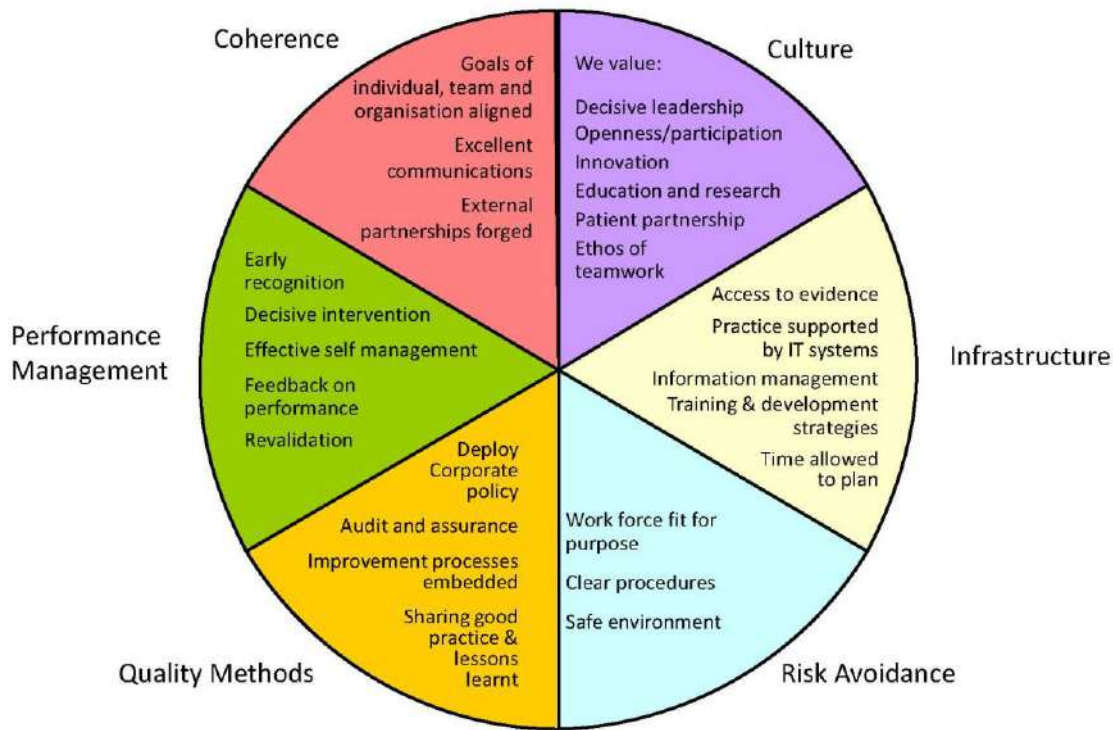 Coherence
Goals of
individual, team and
organisation aligned
Excellent
communications
External
partnerships forged
Culture
We value:
Decisive leadership
Openness/participation
Innovation
Education and research
Patient partnership
Ethos of
teamwork
Infrastructure
Access to evidence
Practice supported
by IT systems
Information management
Training & development
strategies
Time allowed
to plan
Risk Avoidance
Work force fit for
purpose
Clear procedures
Safe environment
Quality Methods
Deploy
Corporate
policy
Audit and assurance
Improvement processes
embedded
Sharing good
practice &
lessons
learnt
Performance
Management
Early
recognition
Decisive intervention
Effective self management
Feedback on
performance
Revalidation